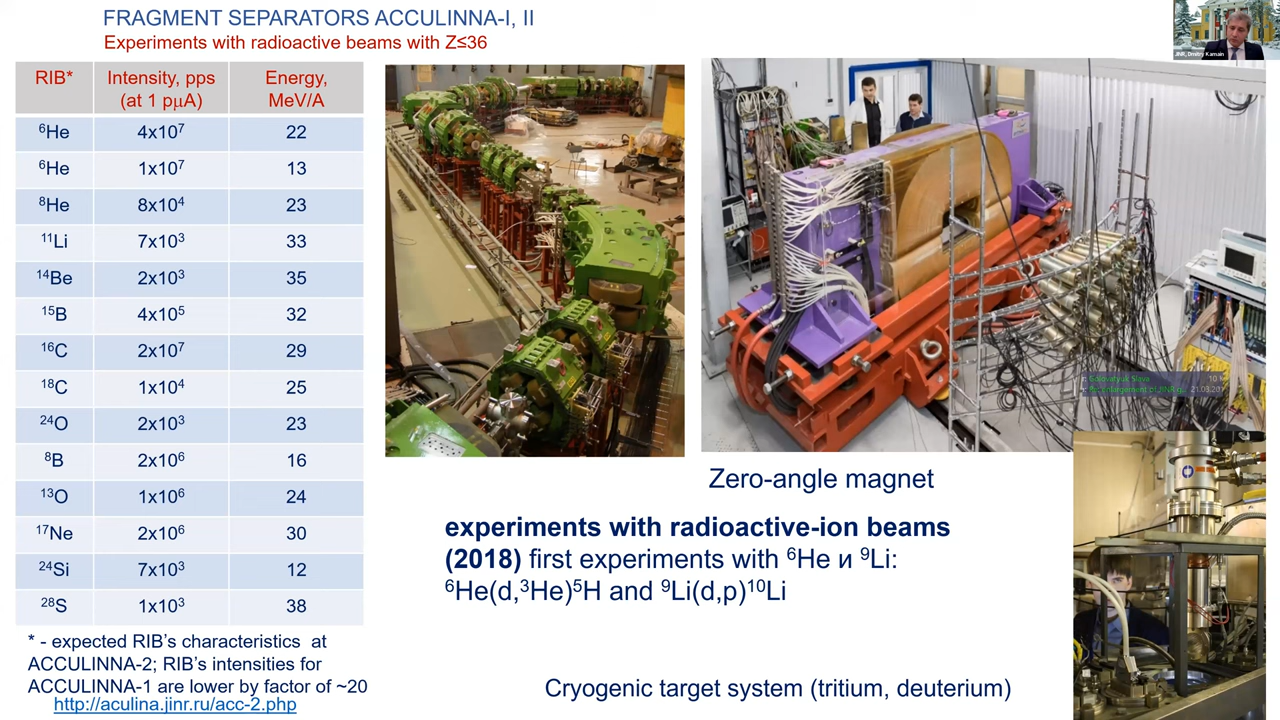 FRAGMENT SEPARATORS ACCULINNA-I, II
Experiments with radioactive beams with Z≤36
JINR, Dmitry Kamanin
RIB* Intensity, pps (at 1 pμA) Energy, MeV/A
⁶He 4x10⁷ 22
⁶He 1x10⁷ 13
⁸He 8x10⁴ 23
¹¹Li 7x10³ 33
¹⁴Be 2x10³ 35
¹⁵B 4x10⁵ 32
¹⁶C 2x10⁷ 29
¹⁸C 1x10⁴ 25
²⁴O 2x10³ 23
⁸B 2x10⁶ 16
¹³O 1x10⁶ 24
¹⁷Ne 2x10⁶ 30
²⁴Si 7x10³ 12
²⁸S 1x10³ 38
* - expected RIB's characteristics at
ACCULINNA-2; RIB's intensities for
ACCULINNA-1 are lower by factor of ~20
http://aculina.jinr.ru/acc-2.php
Zero-angle magnet
experiments with radioactive-ion beams
(2018) first experiments with ⁶He и ⁹Li:
⁶He(d,³He)⁵H and ⁹Li(d,p)¹⁰Li
Cryogenic target system (tritium, deuterium)